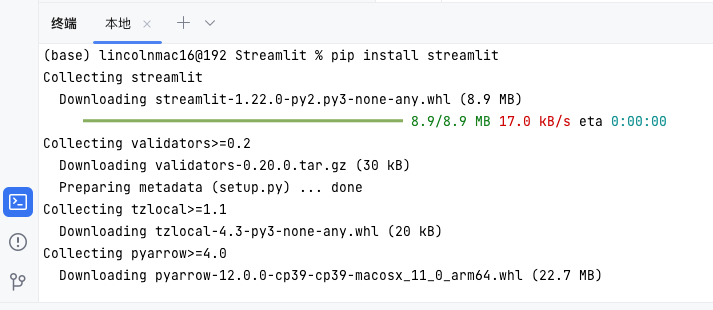 终端 本地
(base) lincolnmac16@192 Streamlit % pip install streamlit
Collecting streamlit
  Downloading streamlit-1.22.0-py2.py3-none-any.whl (8.9 MB)
8.9/8.9 MB 17.0 kB/s eta 0:00:00
Collecting validators>=0.2
  Downloading validators-0.20.0.tar.gz (30 kB)
  Preparing metadata (setup.py) ... done
Collecting tzlocal>=1.1
  Downloading tzlocal-4.3-py3-none-any.whl (20 kB)
Collecting pyarrow>=4.0
  Downloading pyarrow-12.0.0-cp39-cp39-macosx_11_0_arm64.whl (22.7 MB)